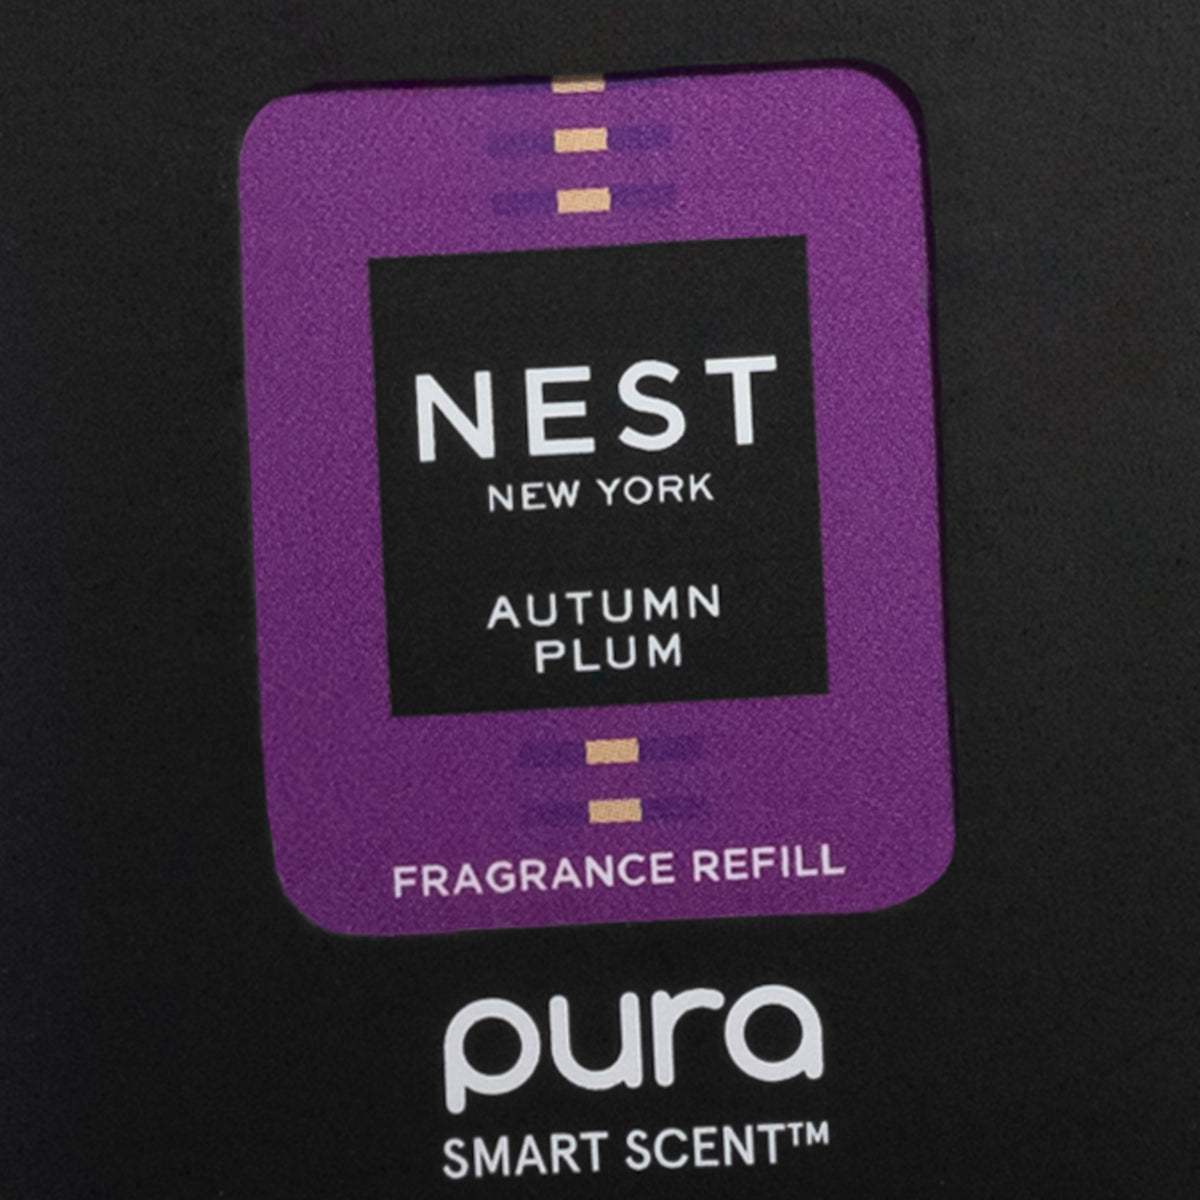 NEST
NEW YORK
AUTUMN
PLUM
FRAGRANCE REFILL
pura
SMART SCENT™